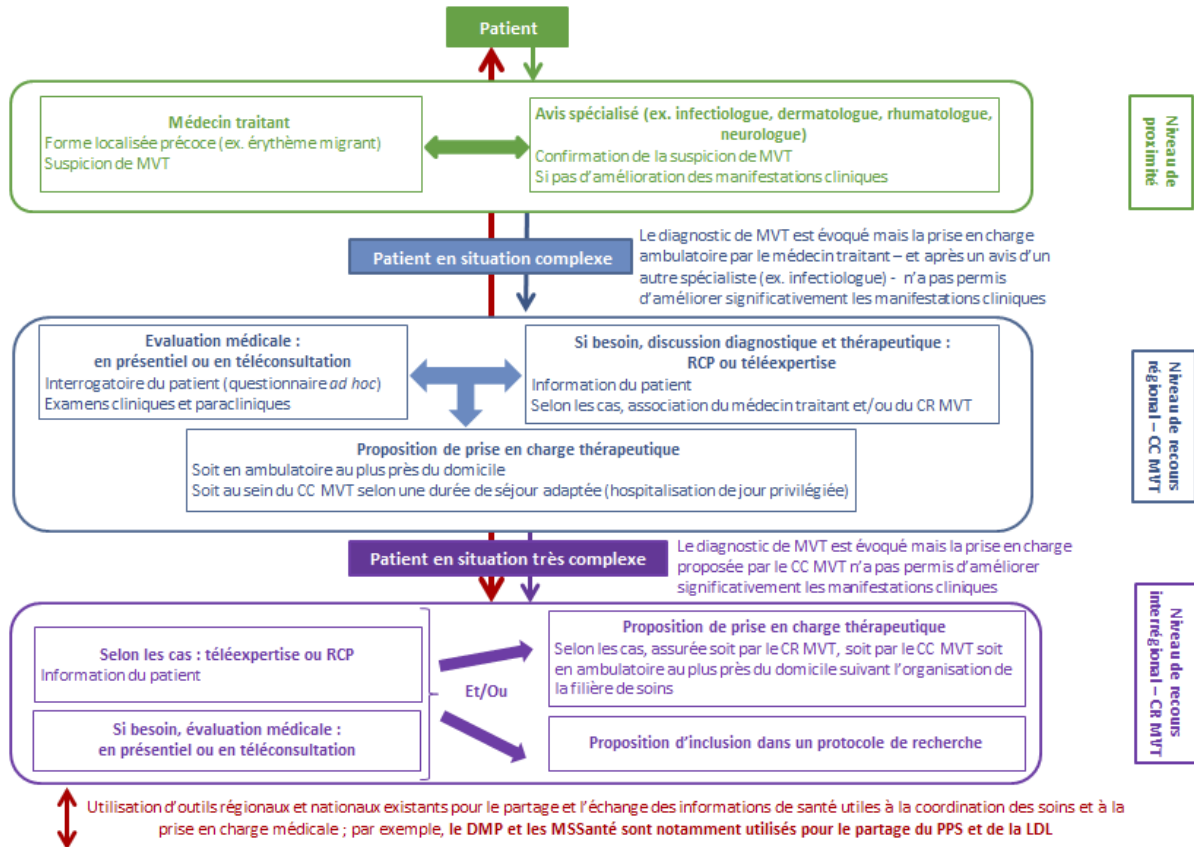 Patient
Médecin traitant
Forme localisée précoce (ex. érythème migrant)
Suspicion de MVT
Avis spécialisé (ex. infectiologue, dermatologue, rhumatologue,
neurologue)
Confirmation de la suspicion de MVT
Si pas d'amélioration des manifestations cliniques
Niveau de
proximité
Patient en situation complexe
Le diagnostic de MVT est évoqué mais la prise en charge
ambulatoire par le médecin traitant – et après un avis d'un
autre spécialiste (ex. infectiologue) - n'a pas permis
d'améliorer significativement les manifestations cliniques
Evaluation médicale :
en présentiel ou en téléconsultation
Interrogatoire du patient (questionnaire ad hoc)
Examens cliniques et paracliniques
Si besoin, discussion diagnostique et thérapeutique :
RCP ou téléexpertise
Information du patient
Selon les cas, association du médecin traitant et/ou du CR MVT
Proposition de prise en charge thérapeutique
Soit en ambulatoire au plus près du domicile
Soit au sein du CC MVT selon une durée de séjour adaptée (hospitalisation de jour privilégiée)
Niveau de recours
régional – CC MVT
Patient en situation très complexe
Le diagnostic de MVT est évoqué mais la prise en charge
proposée par le CC MVT n'a pas permis d'améliorer
significativement les manifestations cliniques
Selon les cas : téléexpertise ou RCP
Information du patient
Si besoin, évaluation médicale :
en présentiel ou en téléconsultation
Et/Ou
Proposition de prise en charge thérapeutique
Selon les cas, assurée soit par le CR MVT, soit par le CC MVT soit
en ambulatoire au plus près du domicile suivant l'organisation de
la filière de soins
Proposition d'inclusion dans un protocole de recherche
Niveau de recours
interrégional – CR MVT
Utilisation d'outils régionaux et nationaux existants pour le partage et l'échange des informations de santé utiles à la coordination des soins et à la
prise en charge médicale ; par exemple, le DMP et les MSSanté sont notamment utilisés pour le partage du PPS et de la LDL